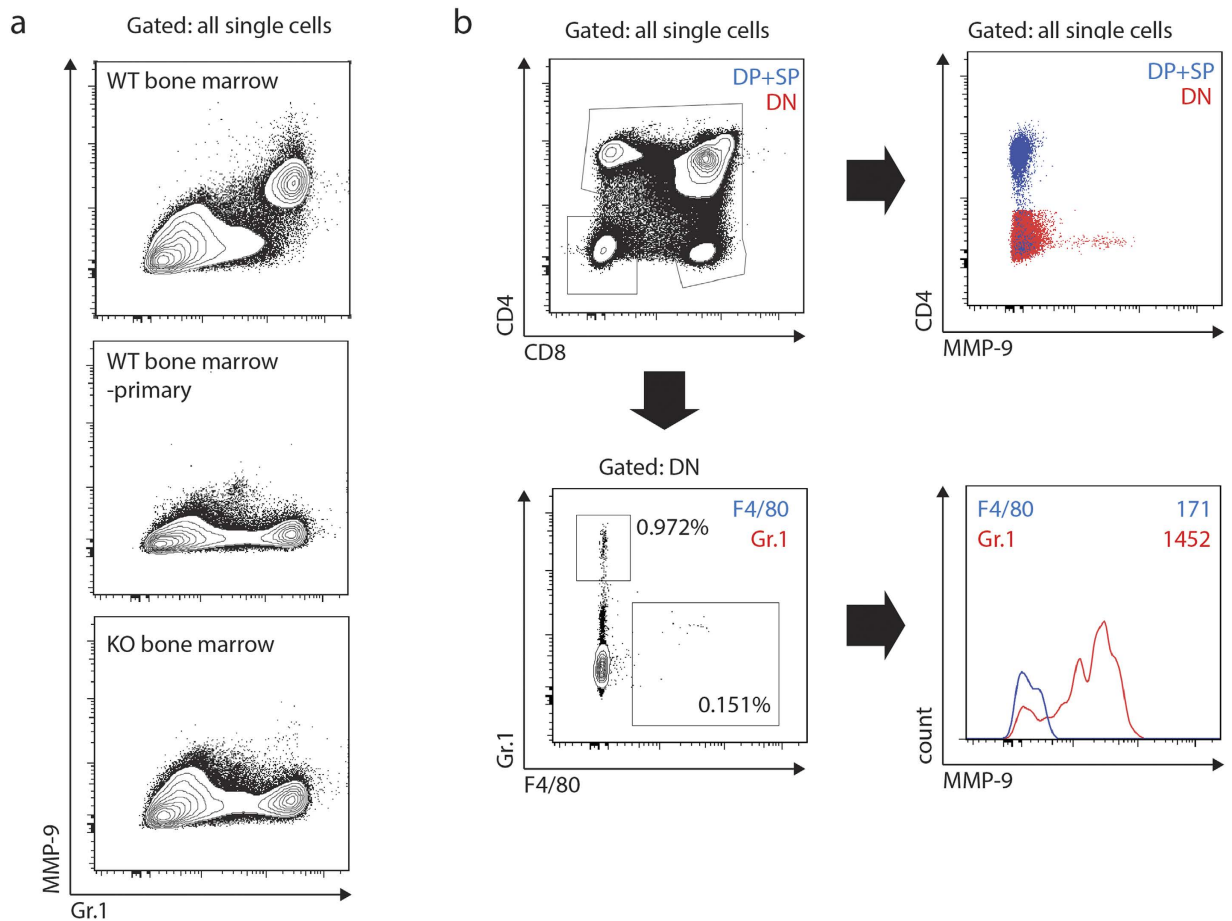 a
Gated: all single cells
WT bone marrow
WT bone marrow
-primary
KO bone marrow
MMP-9
Gr.1
b
Gated: all single cells
DP+SP
DN
CD4
CD8
Gated: all single cells
DP+SP
DN
CD4
MMP-9
Gated: DN
F4/80
Gr.1
0.972%
0.151%
Gr.1
F4/80
F4/80 171
Gr.1 1452
count
MMP-9